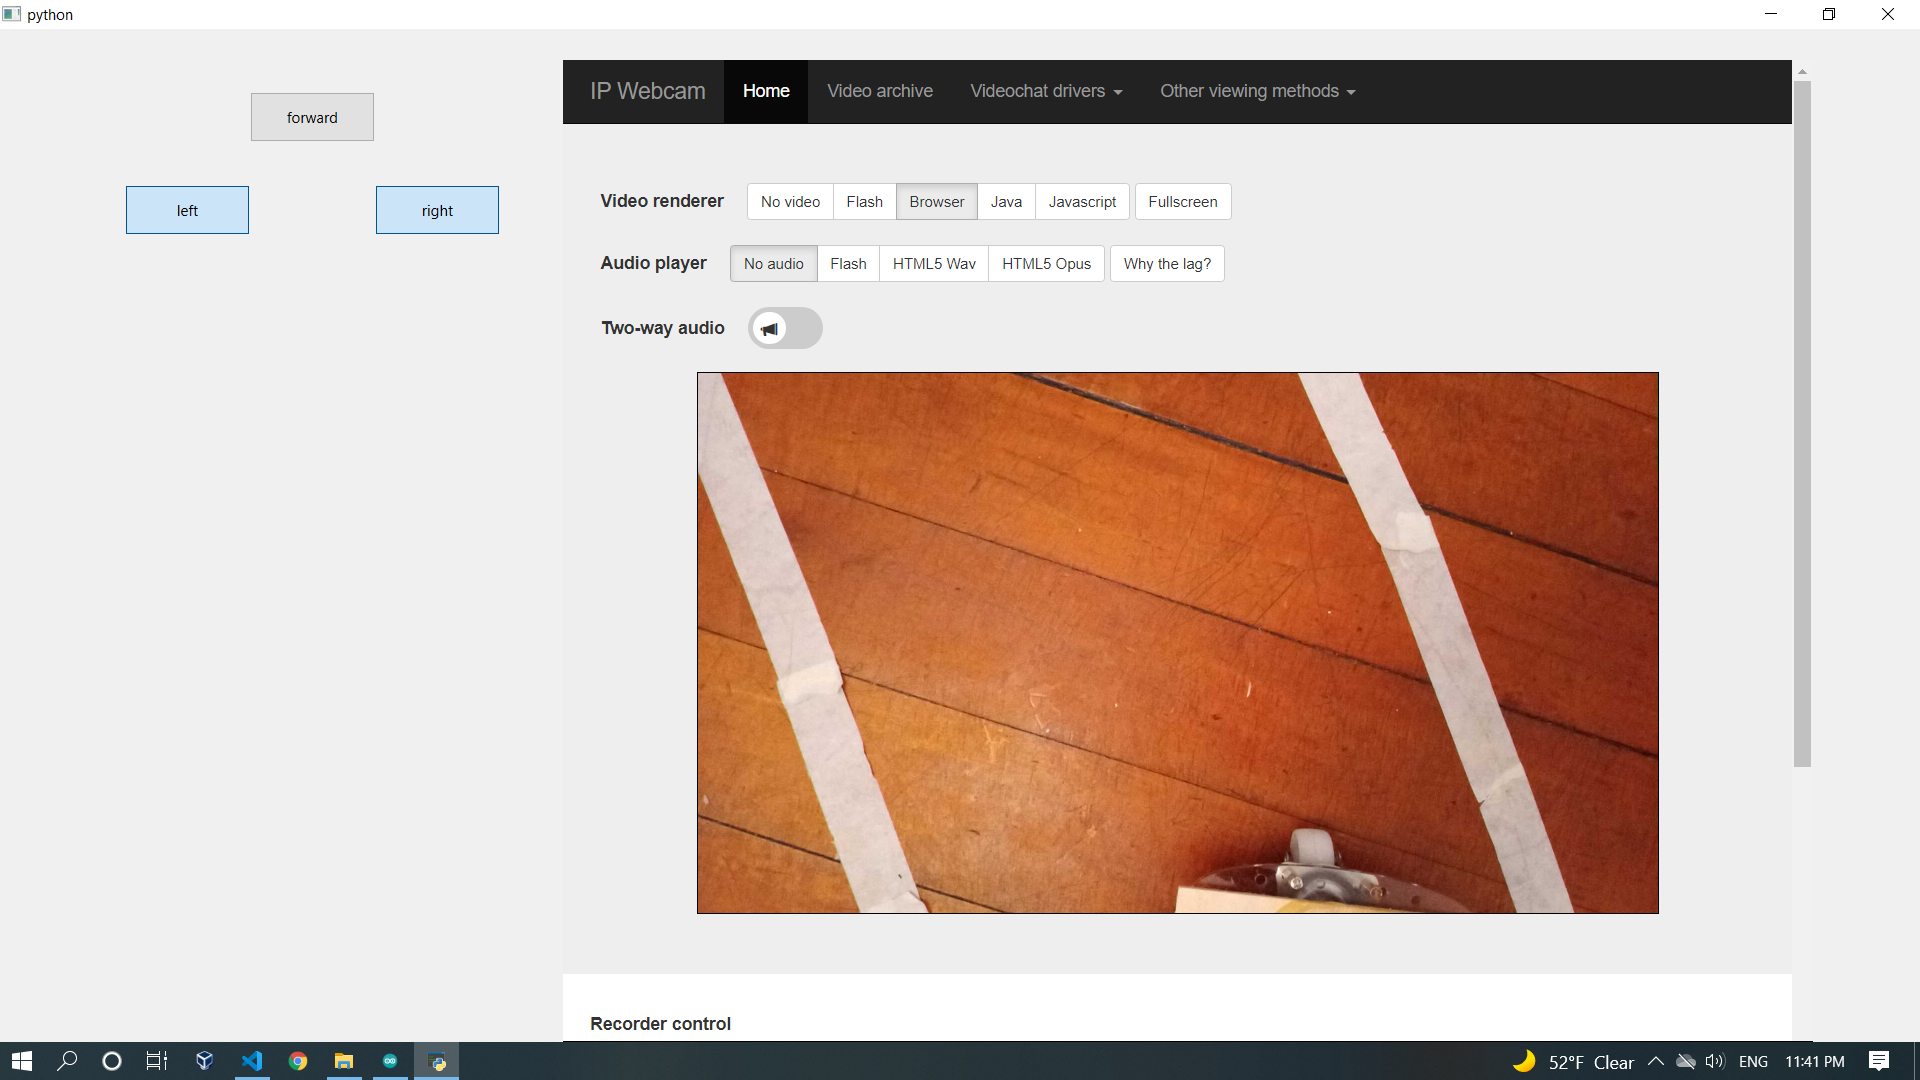 python
forward
left
right
IP Webcam Home Video archive Videochat drivers Other viewing methods
Video renderer No video Flash Browser Java Javascript Fullscreen
Audio player No audio Flash HTML5 Wav HTML5 Opus Why the lag?
Two-way audio
Recorder control
52°F Clear ENG 11:41 PM